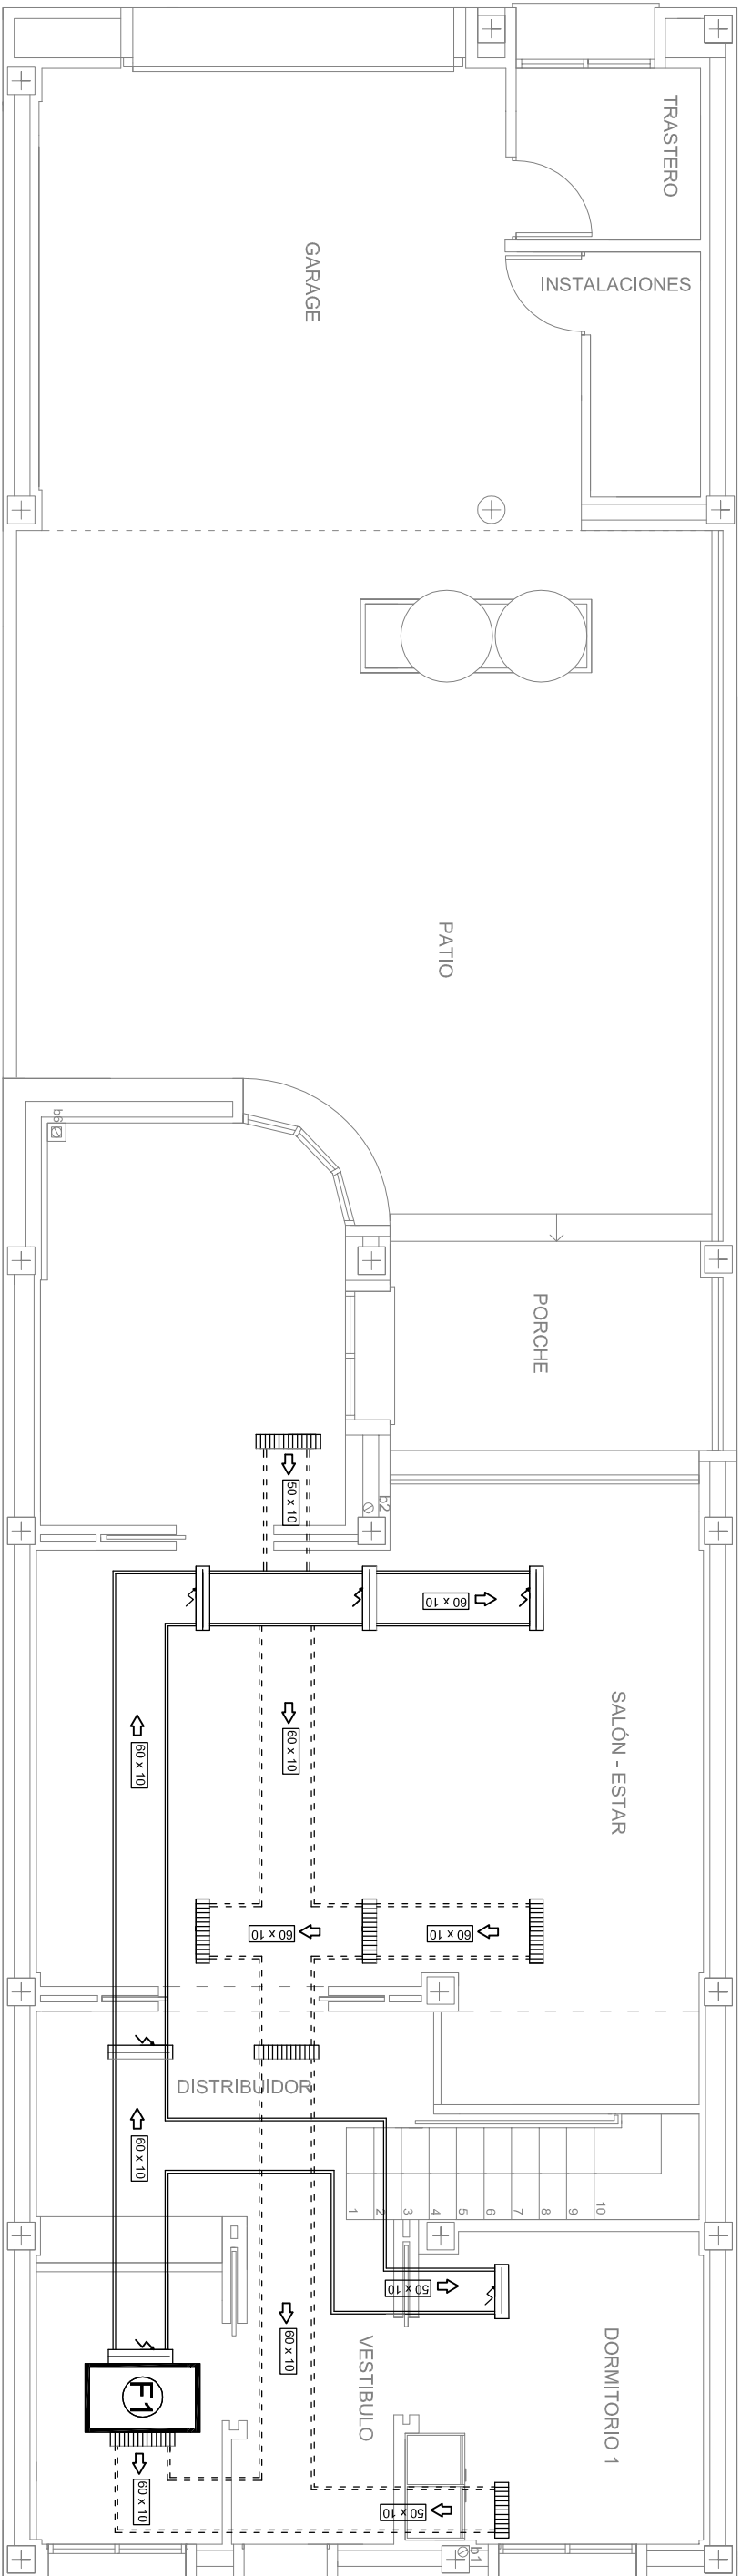 TRASTERO
INSTALACIONES
GARAGE
PATIO
b6
PORCHE
50 x 10
b2
60 x 10
SALÓN - ESTAR
60 x 10
60 x 10
60 x 10
60 x 10
DISTRIBUIDOR
60 x 10
1
2
3
4
5
6
7
8
9
10
50 x 10
60 x 10
VESTIBULO
DORMITORIO 1
F1
60 x 10
50 x 10
b1